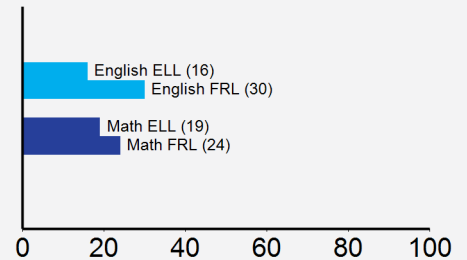 English ELL (16)
English FRL (30)
Math ELL (19)
Math FRL (24)
0 20 40 60 80 100